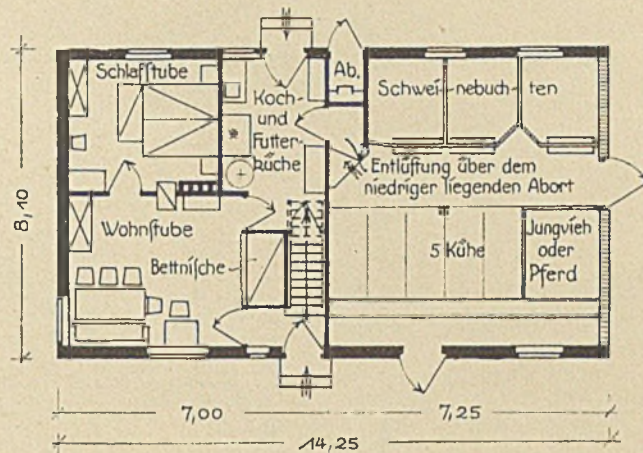 Schlafſtube
Koch-
und
Futter-
küche
Ab.
Schwei-nebuch-ten
Entlüftung über dem
niedriger liegenden Abort
Wohnſtube
Bettniſche
5 Kühe
Jungvieh
oder
Pferd
8,10
7,00
7,25
14,25